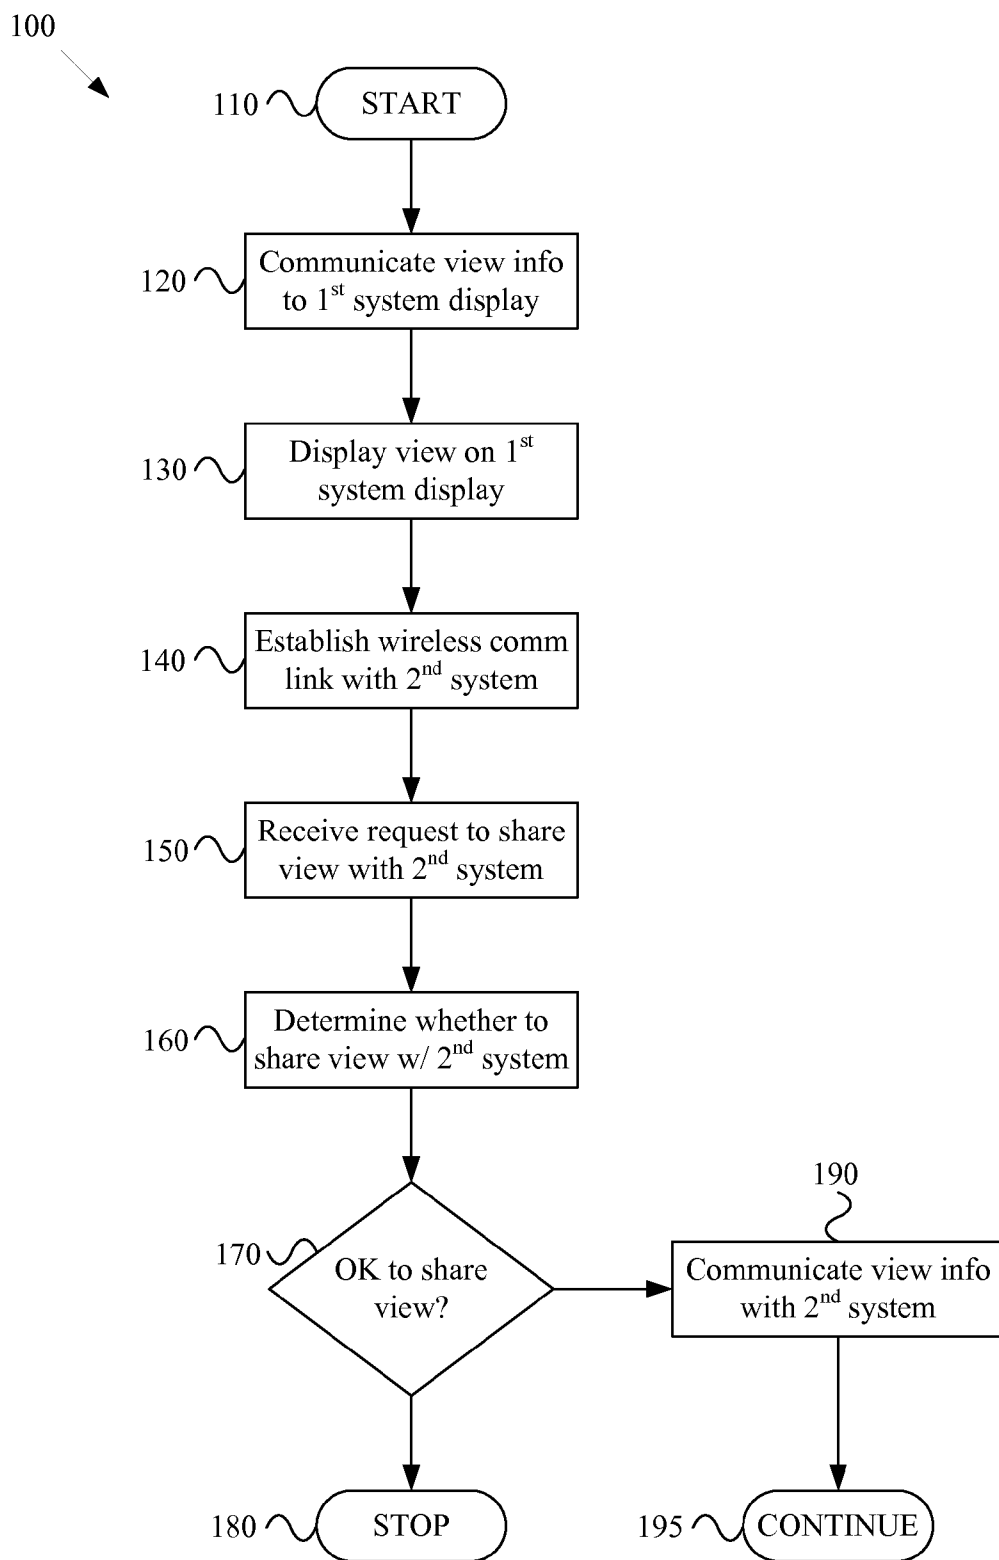 100
110
START
120
Communicate view info
to 1st system display
130
Display view on 1st
system display
140
Establish wireless comm
link with 2nd system
150
Receive request to share
view with 2nd system
160
Determine whether to
share view w/ 2nd system
170
OK to share
view?
190
Communicate view info
with 2nd system
180
STOP
195
CONTINUE